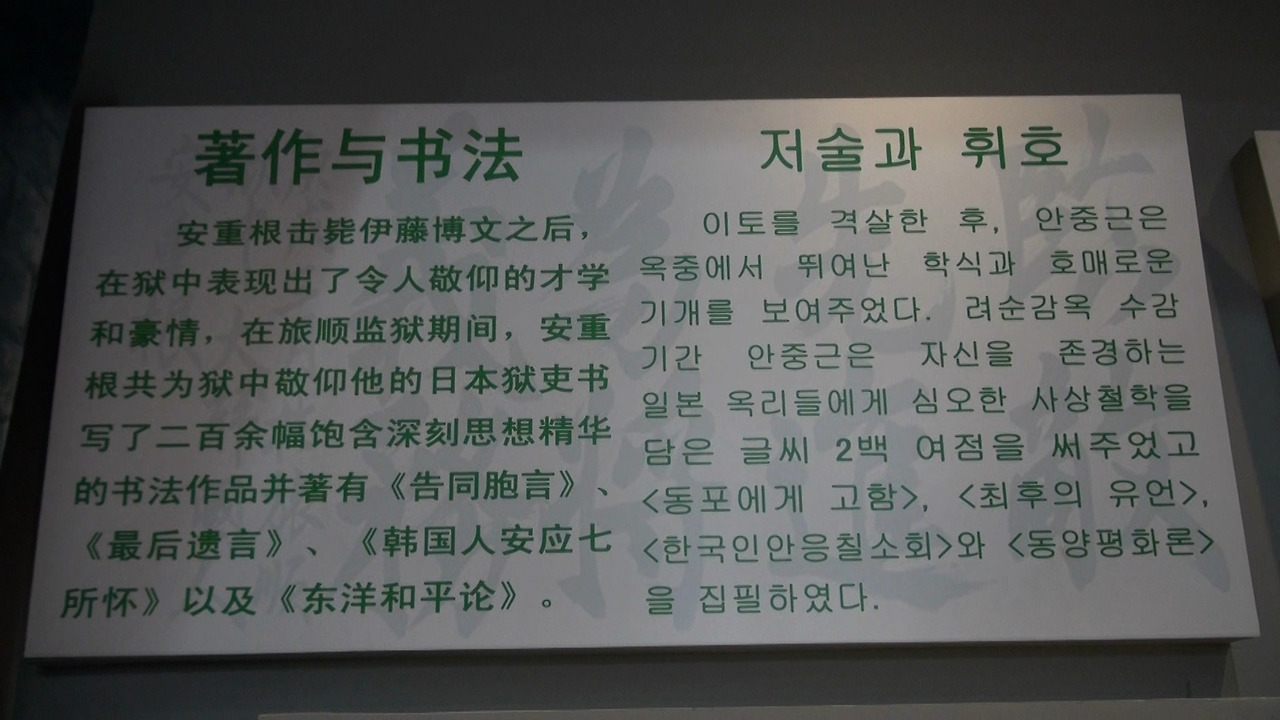 著作与书法
安重根击毙伊藤博文之后，
在狱中表现出了令人敬仰的才学
和豪情，在旅顺监狱期间，安重
根共为狱中敬仰他的日本狱吏书
写了二百余幅饱含深刻思想精华
的书法作品并著有《告同胞言》、
《最后遗言》、《韩国人安应七
所怀》以及《东洋和平论》。
저술과 휘호
이토를 격살한 후, 안중근은
옥중에서 뛰여난 학식과 호매로운
기개를 보여주었다. 려순감옥 수감
기간 안중근은 자신을 존경하는
일본 옥리들에게 심오한 사상철학을
담은 글씨 2백 여점을 써주었고
<동포에게 고함>, <최후의 유언>,
<한국인안응칠소회>와 <동양평화론>
을 집필하였다.